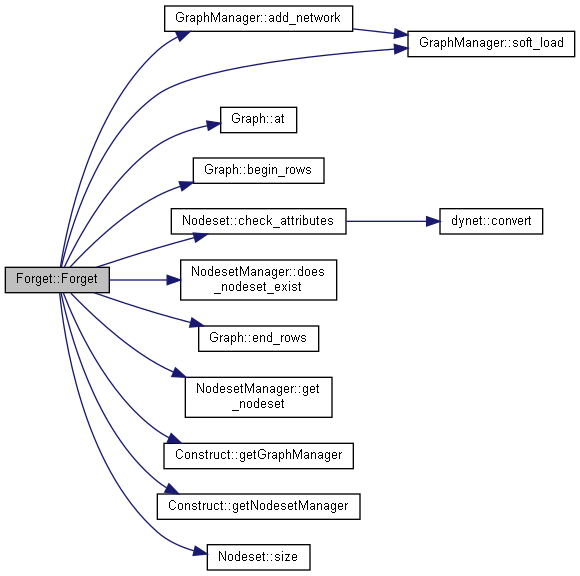 GraphManager::add_network
GraphManager::soft_load
Graph::at
Graph::begin_rows
Nodeset::check_attributes
dynet::convert
Forget::Forget
NodesetManager::does
_nodeset_exist
Graph::end_rows
NodesetManager::get
_nodeset
Construct::getGraphManager
Construct::getNodesetManager
Nodeset::size